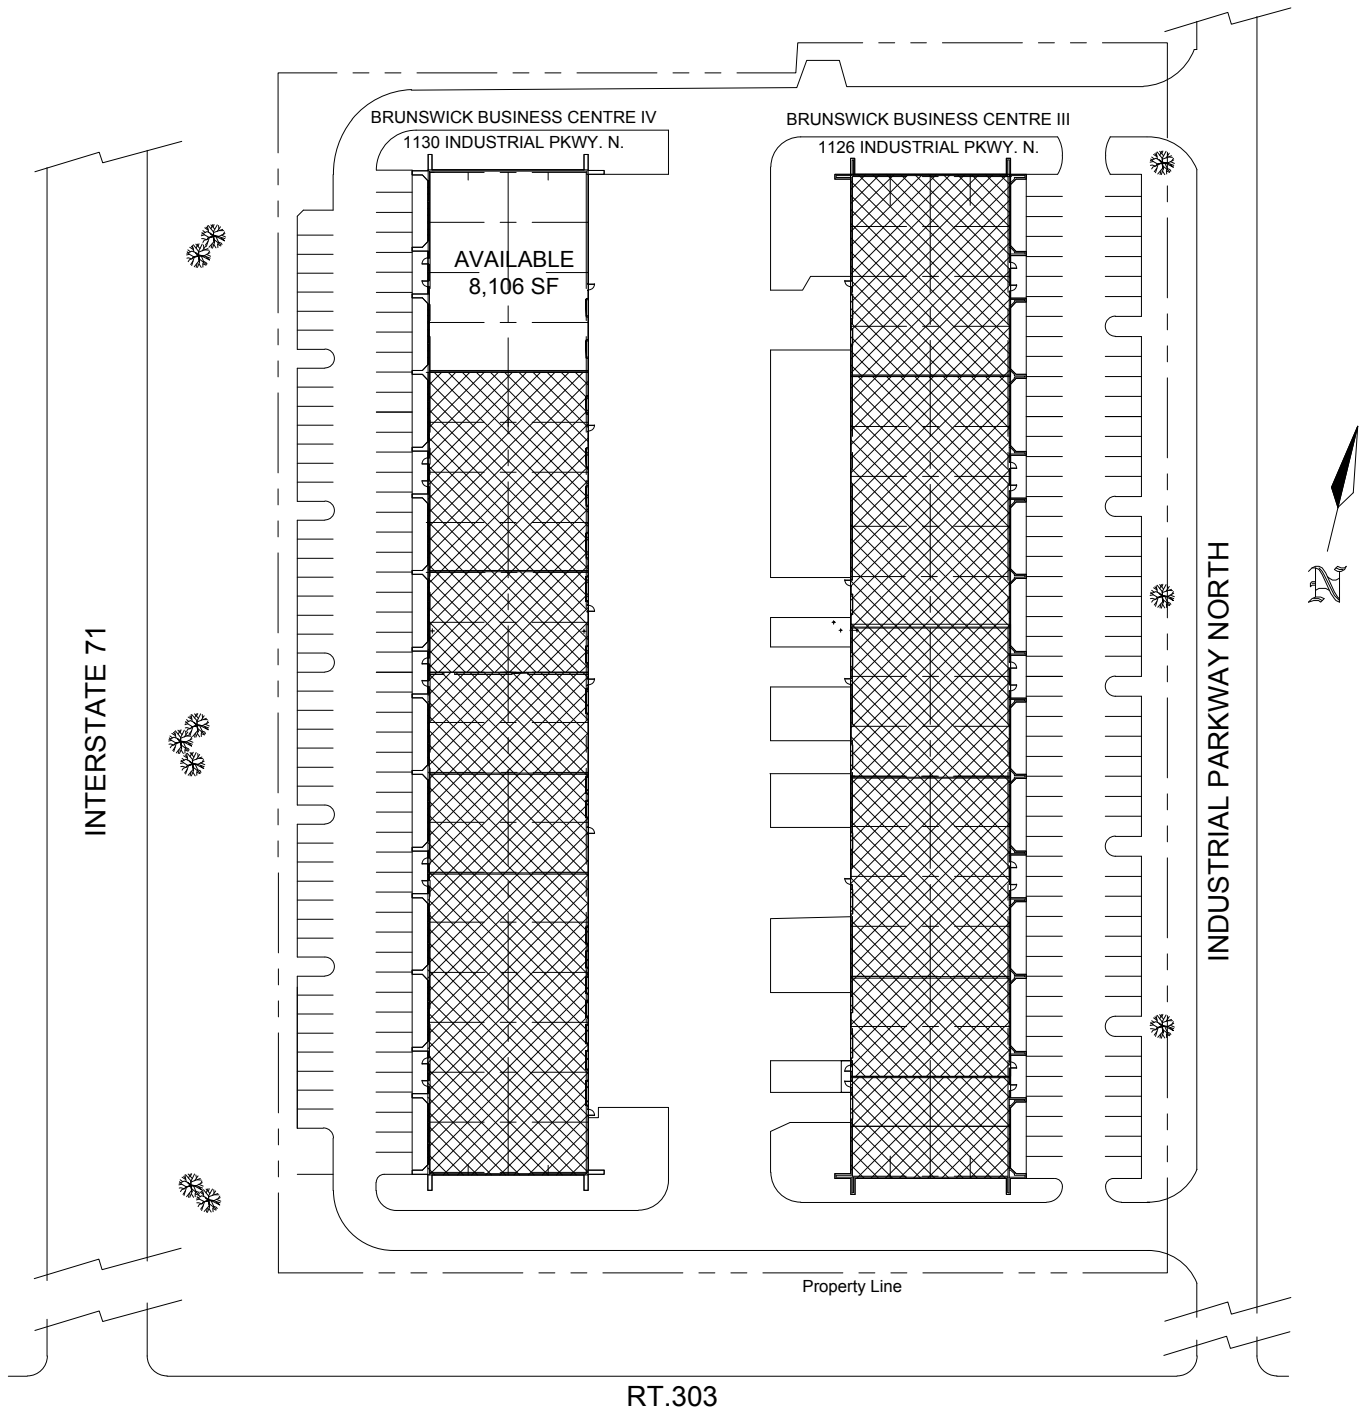 BRUNSWICK BUSINESS CENTRE IV
1130 INDUSTRIAL PKWY. N.
BRUNSWICK BUSINESS CENTRE III
1126 INDUSTRIAL PKWY. N.
AVAILABLE
8,106 SF
INTERSTATE 71
INDUSTRIAL PARKWAY NORTH
N
Property Line
RT.303